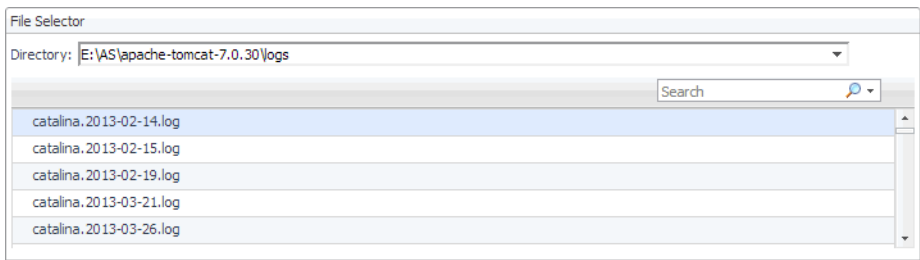 File Selector
Directory: E:\AS\apache-tomcat-7.0.30\logs
Search
catalina.2013-02-14.log
catalina.2013-02-15.log
catalina.2013-02-19.log
catalina.2013-03-21.log
catalina.2013-03-26.log